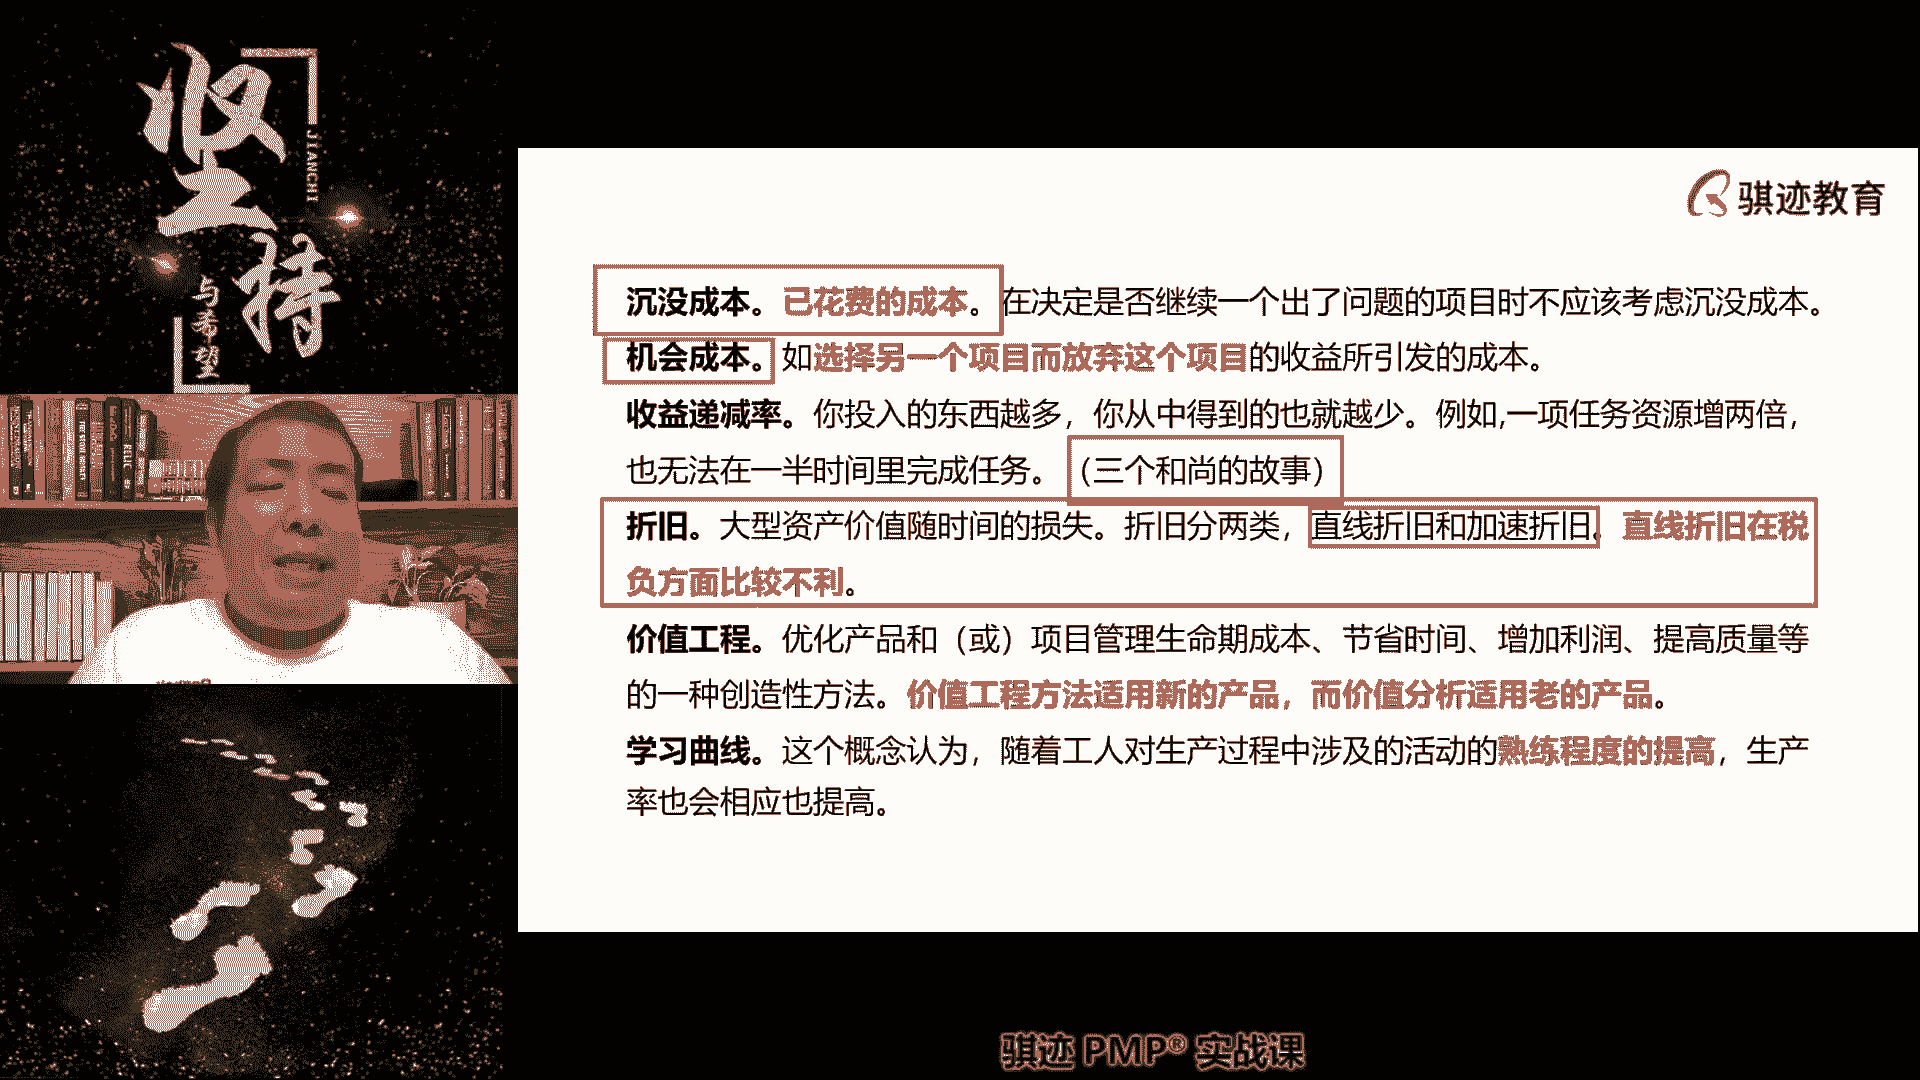 坚持
JIANCHI
与希望
骐迹教育
沉没成本。已花费的成本。在决定是否继续一个出了问题的项目时不应该考虑沉没成本。
机会成本。如选择另一个项目而放弃这个项目的收益所引发的成本。
收益递减率。你投入的东西越多，你从中得到的也就越少。例如,一项任务资源增两倍，
也无法在一半时间里完成任务。（三个和尚的故事）
折旧。大型资产价值随时间的损失。折旧分两类，直线折旧和加速折旧。直线折旧在税
负方面比较不利。
价值工程。优化产品和（或）项目管理生命期成本、节省时间、增加利润、提高质量等
的一种创造性方法。价值工程方法适用新的产品，而价值分析适用老的产品。
学习曲线。这个概念认为，随着工人对生产过程中涉及的活动的熟练程度的提高，生产
率也会相应也提高。
骐迹 PMP® 实战课